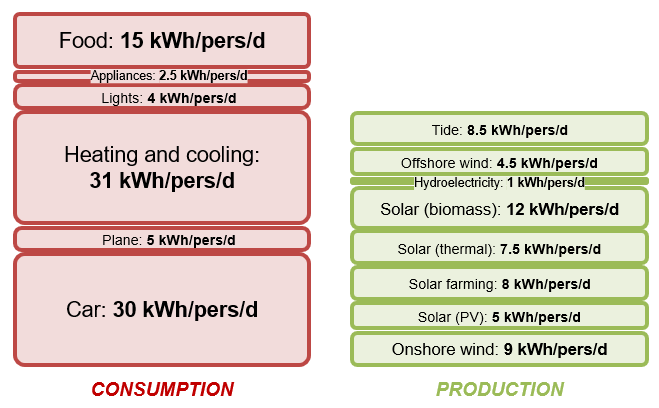 Food: 15 kWh/pers/d
Appliances: 2.5 kWh/pers/d
Lights: 4 kWh/pers/d
Heating and cooling:
31 kWh/pers/d
Plane: 5 kWh/pers/d
Car: 30 kWh/pers/d
CONSUMPTION
Tide: 8.5 kWh/pers/d
Offshore wind: 4.5 kWh/pers/d
Hydroelectricity: 1 kWh/pers/d
Solar (biomass): 12 kWh/pers/d
Solar (thermal): 7.5 kWh/pers/d
Solar farming: 8 kWh/pers/d
Solar (PV): 5 kWh/pers/d
Onshore wind: 9 kWh/pers/d
PRODUCTION